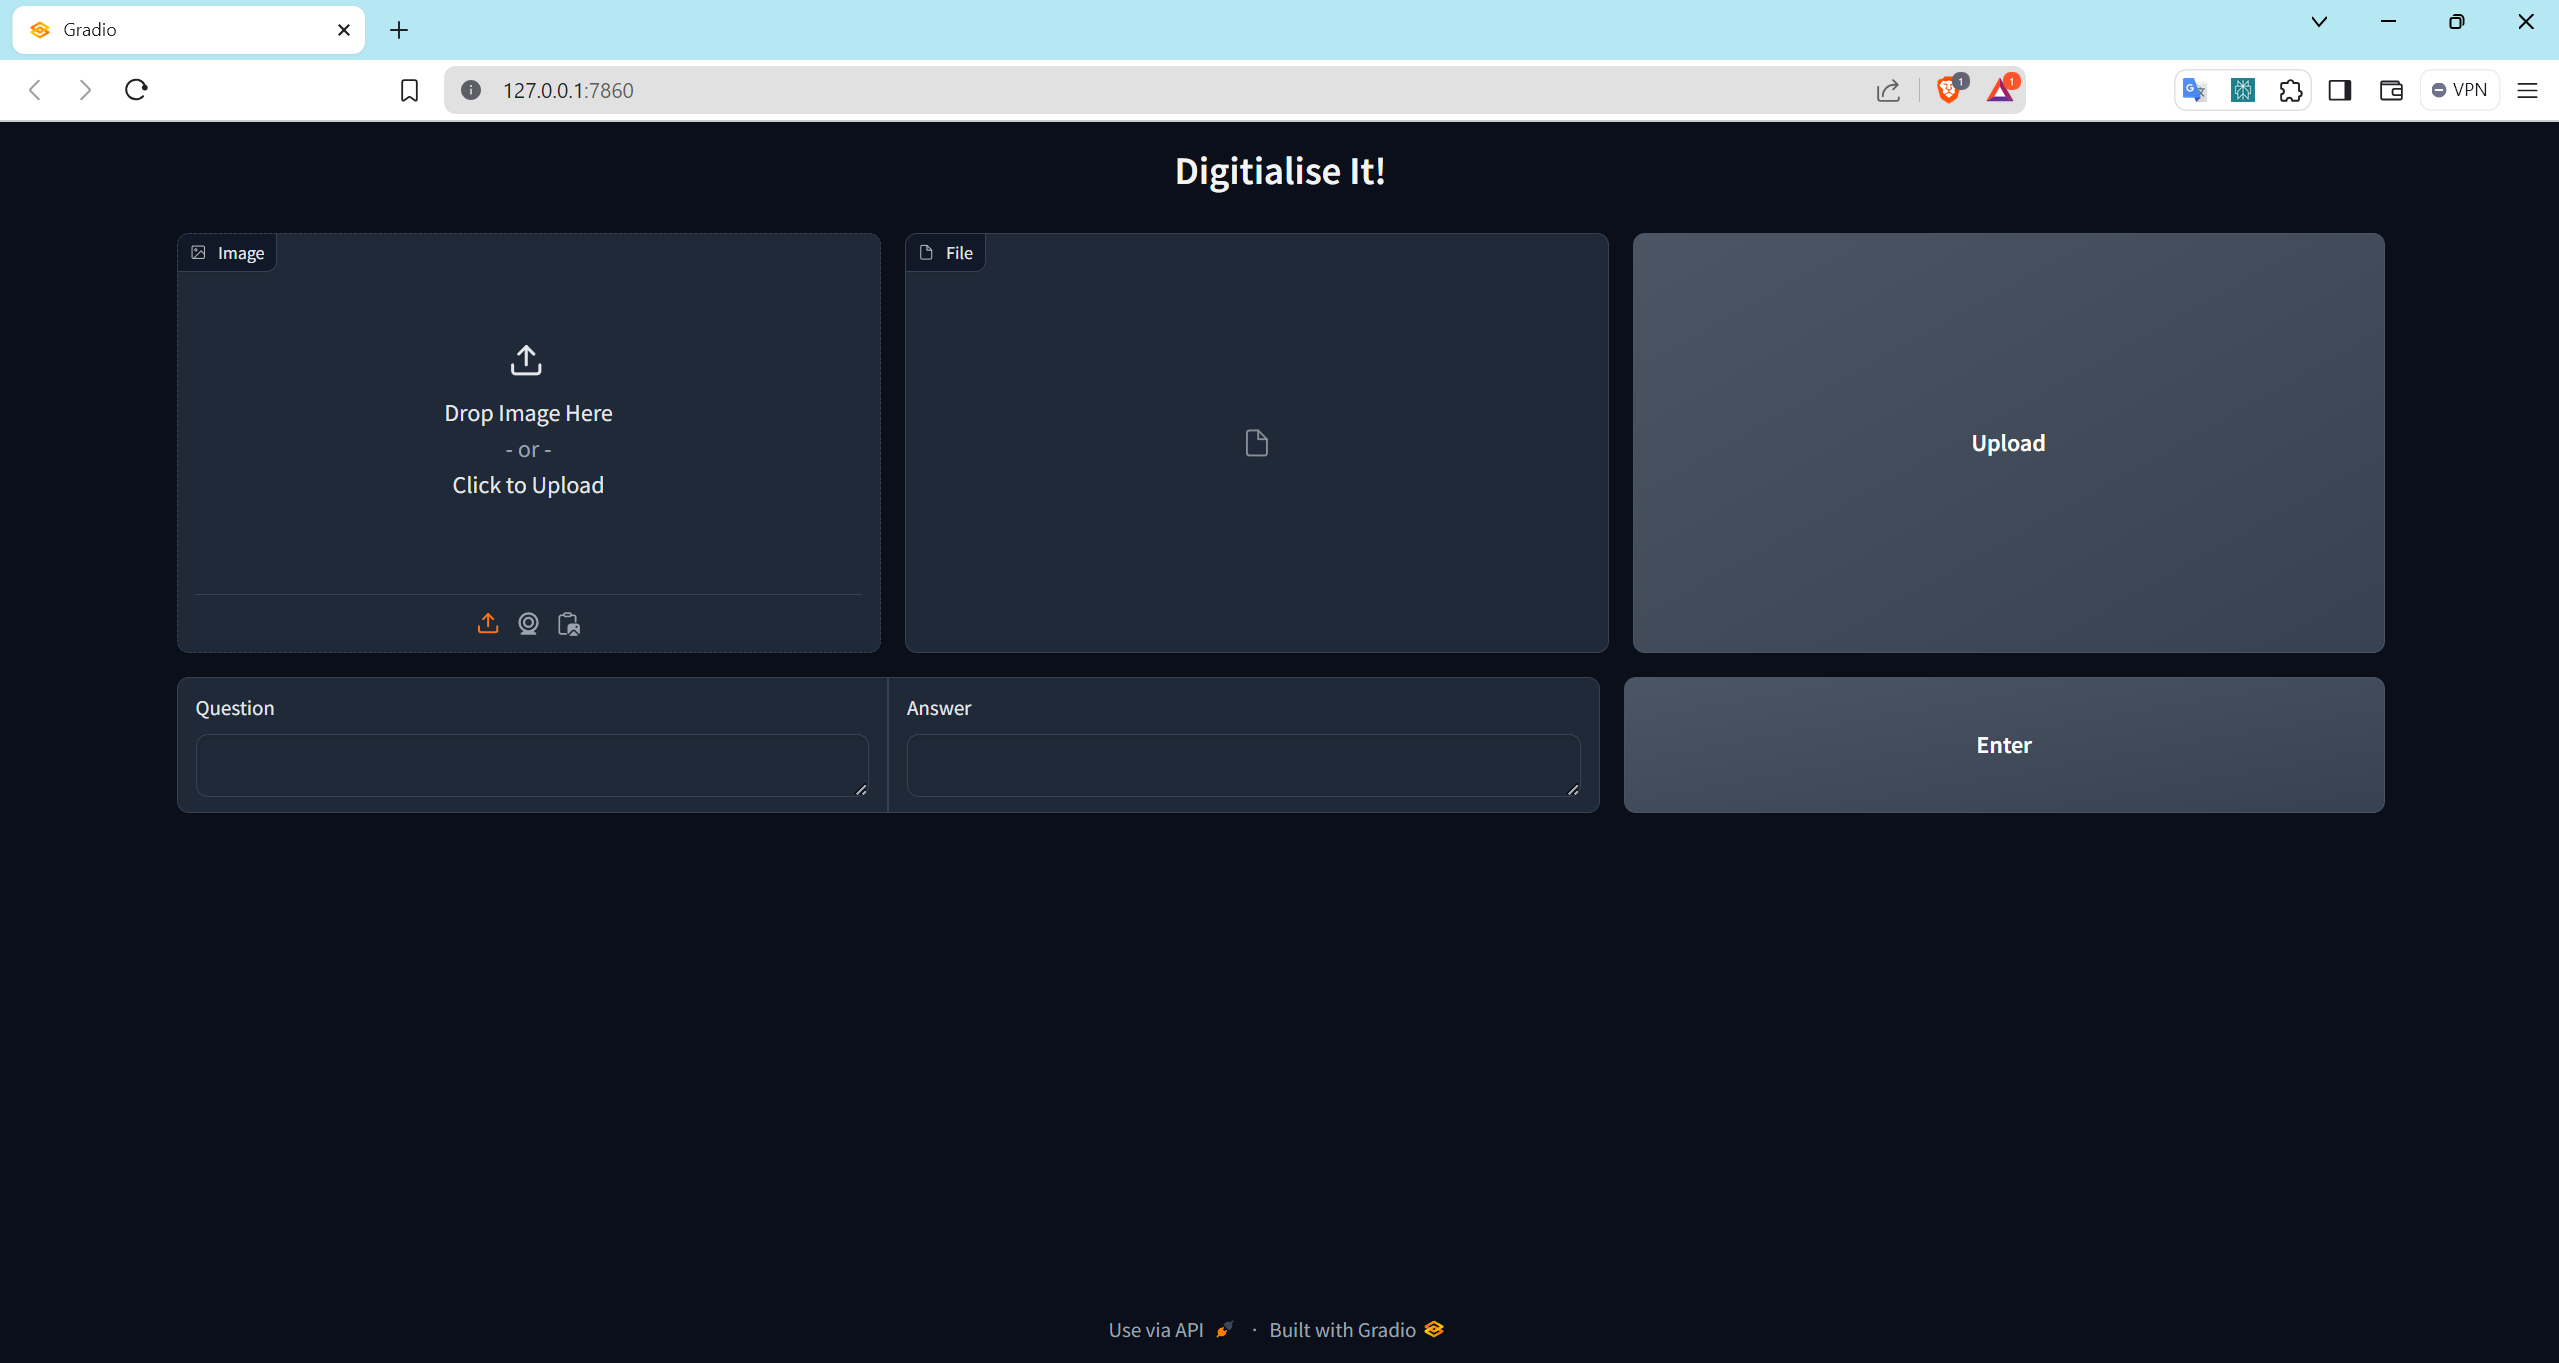 Gradio
127.0.0.1:7860
1
1
VPN
Digitialise It!
Image
Drop Image Here
- or -
Click to Upload
File
Upload
Question
Answer
Enter
Use via API · Built with Gradio